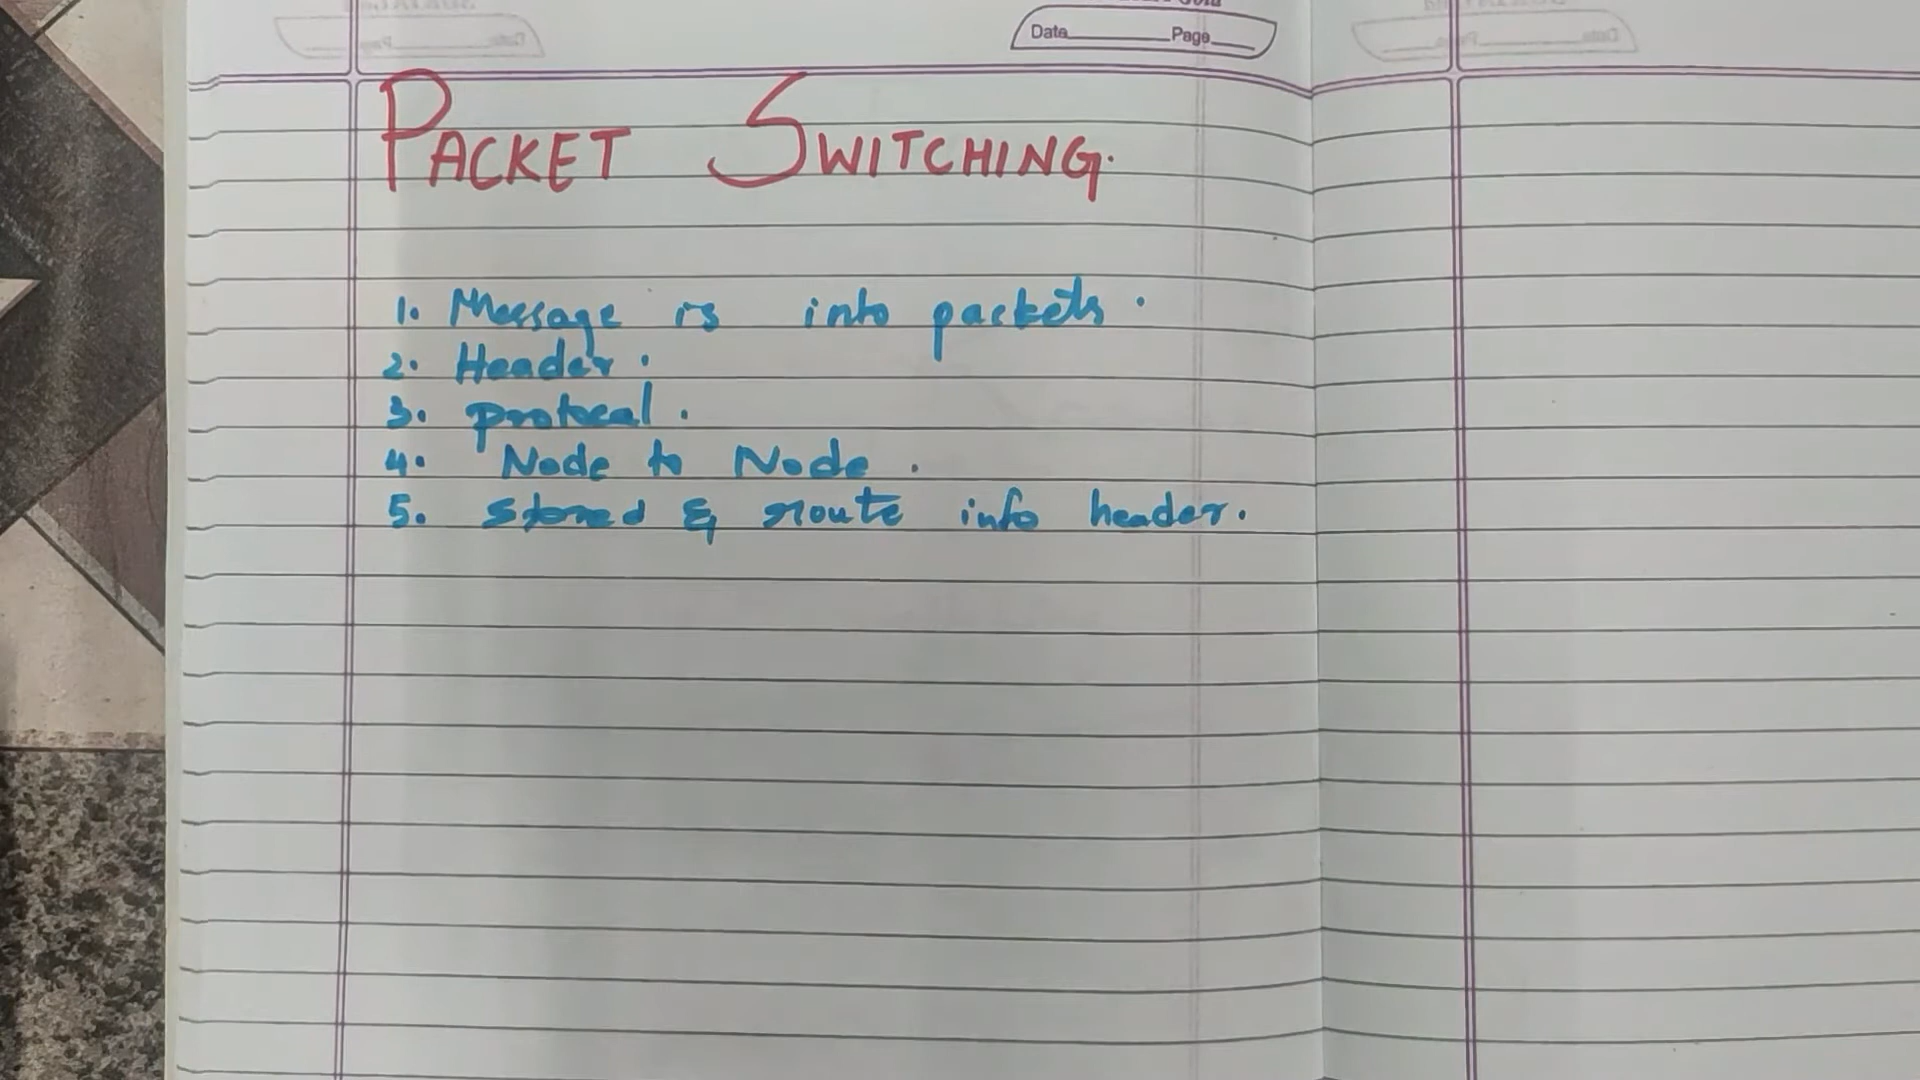 Date Page
PACKET SWITCHING.
1. Message is into packets.
2. Header.
3. protocal.
4. Node to Node.
5. stored & route info header.